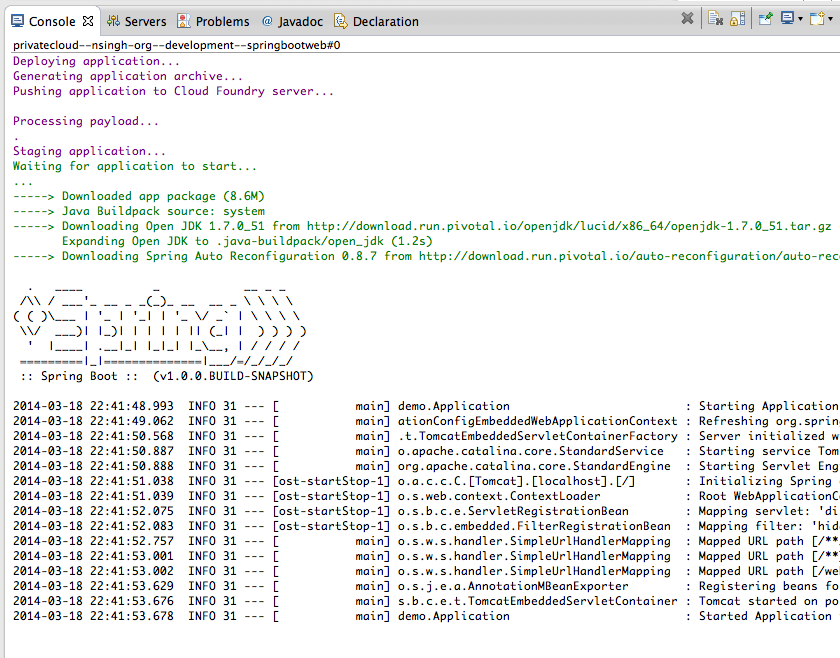 Console Servers Problems @ Javadoc Declaration
privatecloud--nsingh-org--development--springbootweb#0
Deploying application...
Generating application archive...
Pushing application to Cloud Foundry server...
Processing payload...
.
Staging application...
Waiting for application to start...
...
-----> Downloaded app package (8.6M)
-----> Java Buildpack source: system
-----> Downloading Open JDK 1.7.0_51 from http://download.run.pivotal.io/openjdk/lucid/x86_64/openjdk-1.7.0_51.tar.gz
       Expanding Open JDK to .java-buildpack/open_jdk (1.2s)
-----> Downloading Spring Auto Reconfiguration 0.8.7 from http://download.run.pivotal.io/auto-reconfiguration/auto-reco
  .   ____          _            __ _ _
 /\\ / ___'_ __ _ _(_)_ __  __ _ \ \ \ \
( ( )\___ | '_ | '_| | '_ \/ _` | \ \ \ \
 \\/  ___)| |_)| | | | | || (_| |  ) ) ) )
  '  |____| .__|_| |_|_| |_\__, | / / / /
 =========|_|==============|___/=/_/_/_/
 :: Spring Boot ::  (v1.0.0.BUILD-SNAPSHOT)
2014-03-18 22:41:48.993  INFO 31 --- [           main] demo.Application                         : Starting Application
2014-03-18 22:41:49.062  INFO 31 --- [           main] ationConfigEmbeddedWebApplicationContext : Refreshing org.sprin
2014-03-18 22:41:50.568  INFO 31 --- [           main] .t.TomcatEmbeddedServletContainerFactory : Server initialized w
2014-03-18 22:41:50.887  INFO 31 --- [           main] o.apache.catalina.core.StandardService   : Starting service Tom
2014-03-18 22:41:50.888  INFO 31 --- [           main] org.apache.catalina.core.StandardEngine  : Starting Servlet Eng
2014-03-18 22:41:51.038  INFO 31 --- [ost-startStop-1] o.a.c.c.C.[Tomcat].[localhost].[/]       : Initializing Spring
2014-03-18 22:41:51.039  INFO 31 --- [ost-startStop-1] o.s.web.context.ContextLoader            : Root WebApplicationC
2014-03-18 22:41:52.075  INFO 31 --- [ost-startStop-1] o.s.b.c.e.ServletRegistrationBean        : Mapping servlet: 'di
2014-03-18 22:41:52.083  INFO 31 --- [ost-startStop-1] o.s.b.c.embedded.FilterRegistrationBean  : Mapping filter: 'hid
2014-03-18 22:41:52.757  INFO 31 --- [           main] o.s.w.s.handler.SimpleUrlHandlerMapping  : Mapped URL path [/**
2014-03-18 22:41:53.001  INFO 31 --- [           main] o.s.w.s.handler.SimpleUrlHandlerMapping  : Mapped URL path [/**
2014-03-18 22:41:53.002  INFO 31 --- [           main] o.s.w.s.handler.SimpleUrlHandlerMapping  : Mapped URL path [/we
2014-03-18 22:41:53.629  INFO 31 --- [           main] o.s.j.e.a.AnnotationMBeanExporter        : Registering beans fo
2014-03-18 22:41:53.676  INFO 31 --- [           main] s.b.c.e.t.TomcatEmbeddedServletContainer : Tomcat started on po
2014-03-18 22:41:53.678  INFO 31 --- [           main] demo.Application                         : Started Application